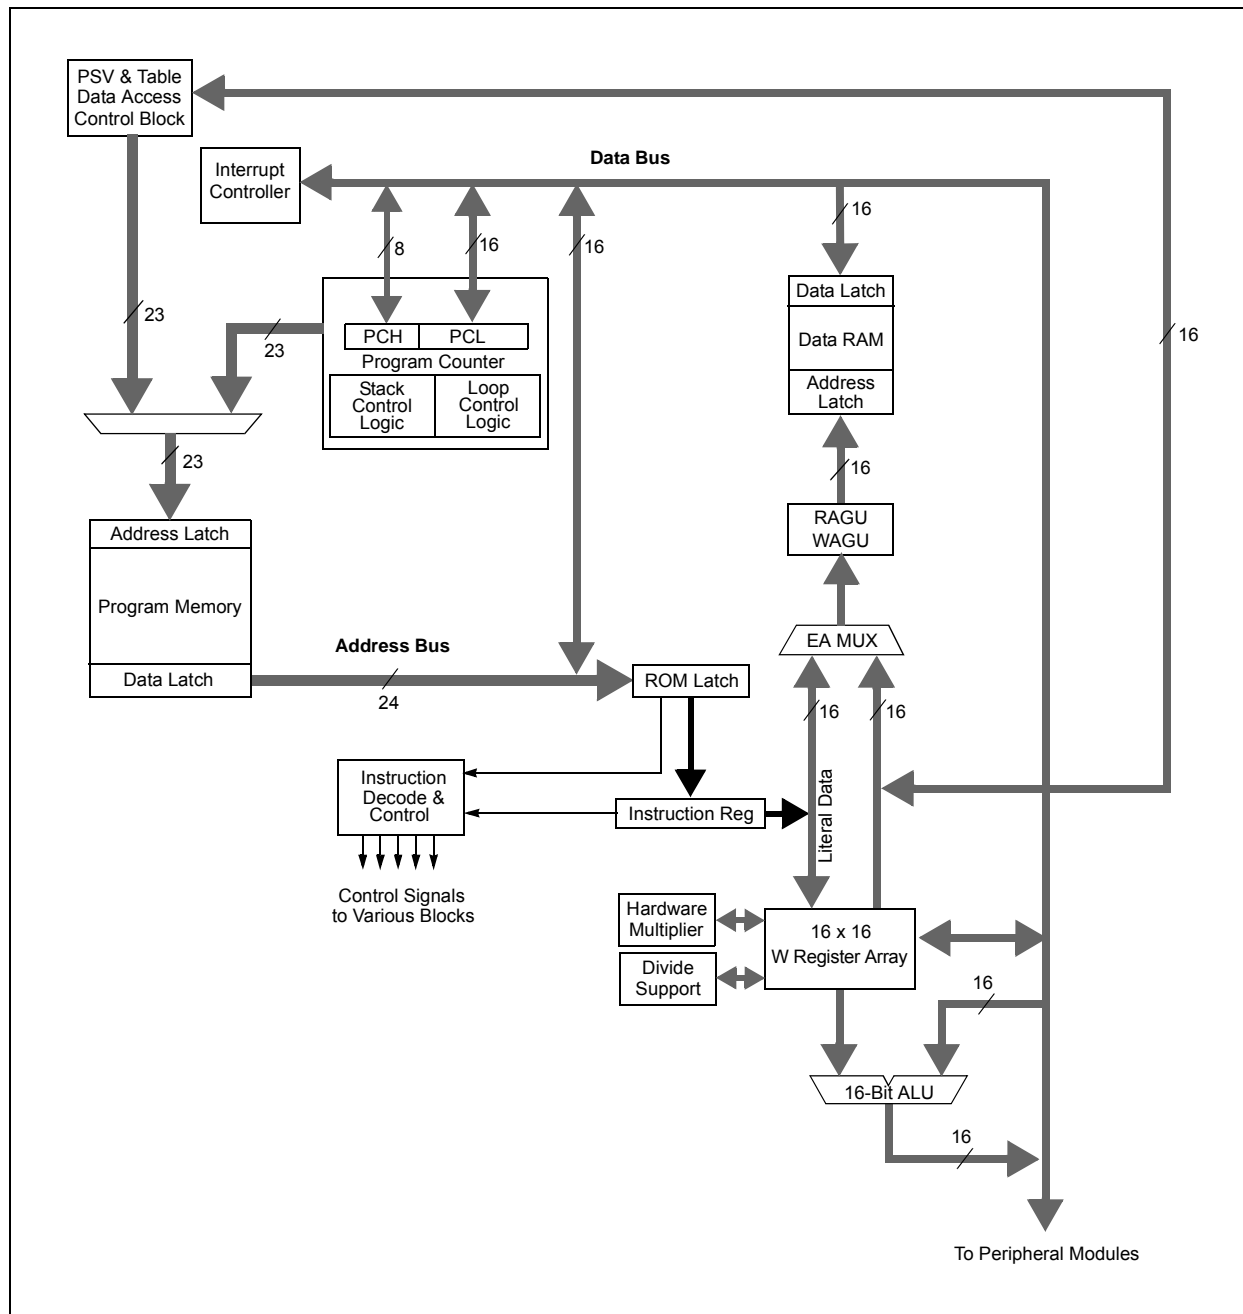 PSV & Table
Data Access
Control Block
Data Bus
Interrupt
Controller
16
8
16
16
23
23
16
PCH
PCL
Program Counter
Stack
Control
Logic
Loop
Control
Logic
Data Latch
Data RAM
Address
Latch
23
16
Address Latch
RAGU
WAGU
Program Memory
EA MUX
Address Bus
Data Latch
24
ROM Latch
16
16
Instruction
Decode &
Control
Instruction Reg
Literal Data
Control Signals
to Various Blocks
Hardware
Multiplier
16 x 16
W Register Array
Divide
Support
16
16-Bit ALU
16
To Peripheral Modules